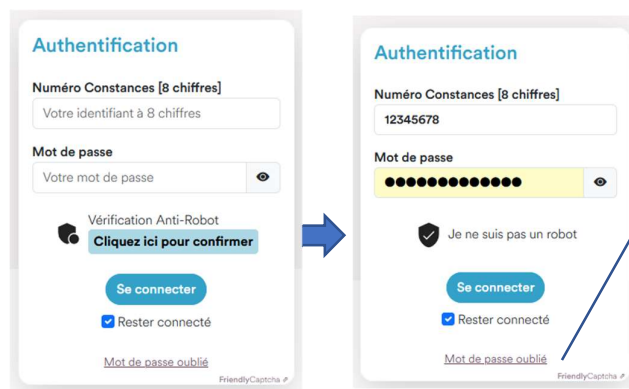 Authentification
Numéro Constances [8 chiffres]
Votre identifiant à 8 chiffres
Mot de passe
Votre mot de passe
Vérification Anti-Robot
Cliquez ici pour confirmer
Se connecter
Rester connecté
Mot de passe oublié
FriendlyCaptcha
Authentification
Numéro Constances [8 chiffres]
12345678
Mot de passe
●●●●●●●●●●●●●
Je ne suis pas un robot
Se connecter
Rester connecté
Mot de passe oublié
FriendlyCaptcha